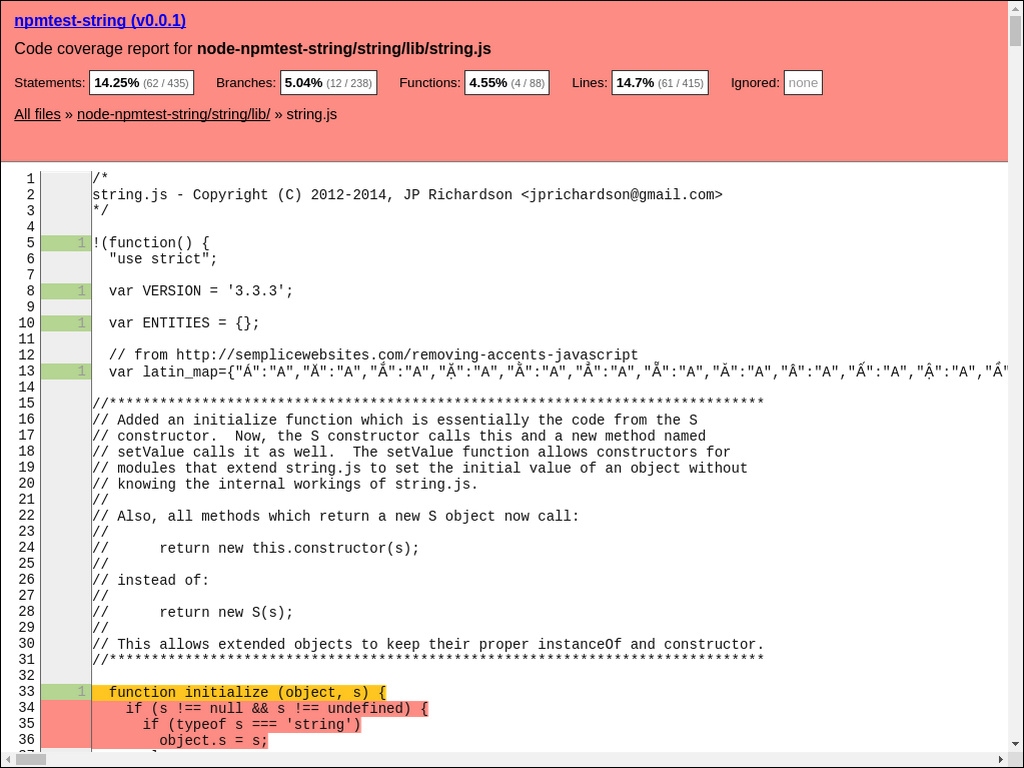 npmtest-string (v0.0.1)
Code coverage report for node-npmtest-string/string/lib/string.js
Statements: 14.25% (62 / 435) Branches: 5.04% (12 / 238) Functions: 4.55% (4 / 88) Lines: 14.7% (61 / 415) Ignored: none
All files » node-npmtest-string/string/lib/ » string.js
1 /*
2 string.js - Copyright (C) 2012-2014, JP Richardson <jprichardson@gmail.com>
3 */
4
5 1 !(function() {
6 "use strict";
7
8 1 var VERSION = '3.3.3';
9
10 1 var ENTITIES = {};
11
12 // from http://semplicewebsites.com/removing-accents-javascript
13 1 var latin_map={"Á":"A","Ă":"A","Ắ":"A","Ặ":"A","Ằ":"A","Ẳ":"A","Ẵ":"A","Ǎ":"A","Â":"A","Ấ":"A","Ậ":"A","Ầ"
14
15 //******************************************************************************
16 // Added an initialize function which is essentially the code from the S
17 // constructor.  Now, the S constructor calls this and a new method named
18 // setValue calls it as well.  The setValue function allows constructors for
19 // modules that extend string.js to set the initial value of an object without
20 // knowing the internal workings of string.js.
21 //
22 // Also, all methods which return a new S object now call:
23 //
24 //      return new this.constructor(s);
25 //
26 // instead of:
27 //
28 //      return new S(s);
29 //
30 // This allows extended objects to keep their proper instanceOf and constructor.
31 //******************************************************************************
32
33 1 function initialize (object, s) {
34 if (s !== null && s !== undefined) {
35 if (typeof s === 'string')
36 object.s = s;